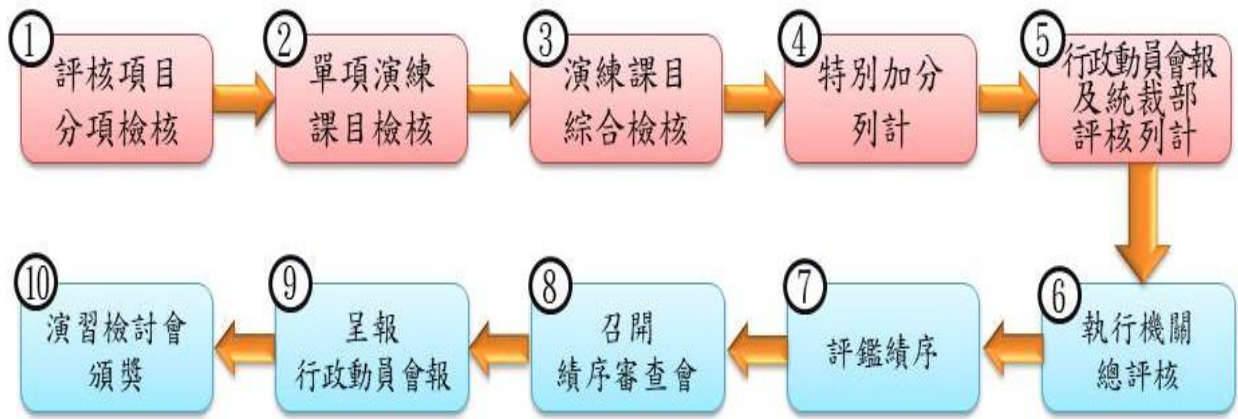 ①
評核項目
分項檢核
②
單項演練
課目檢核
③
演練課目
綜合檢核
④
特別加分
列計
⑤
行政動員會報
及統裁部
評核列計
⑥
執行機關
總評核
⑦
評鑑績序
⑧
召開
績序審查會
⑨
呈報
行政動員會報
⑩
演習檢討會
頒獎